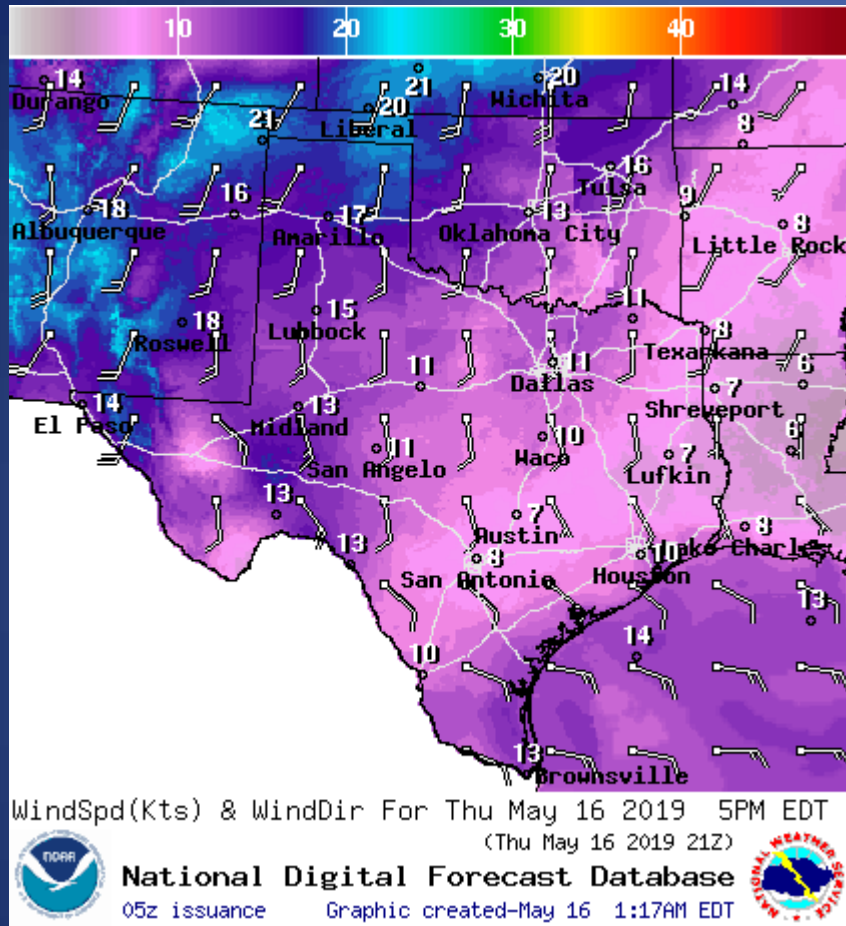 10 20 30 40
14 21 20 14
Durango Wichita
21 20 8
Liberal
16
Tulsa
18 16 17 13 9 8
Albuquerque Amarillo Oklahoma City Little Rock
18 15 11 8
Roswell Lubbock Texarkana
11 11 6
Dallas
14 13 7
El Paso Midland Shreveport
11 10 7 6
San Angelo Waco Lufkin
13 7 8
Austin
13 8 10 Lake Charles
San Antonio Houston
13
14
10
13
Brownsville
WindSpd(Kts) & WindDir For Thu May 16 2019 5PM EDT
(Thu May 16 2019 21Z)
NOAA
NATIONAL WEATHER SERVICE
National Digital Forecast Database
05z issuance Graphic created-May 16 1:17AM EDT